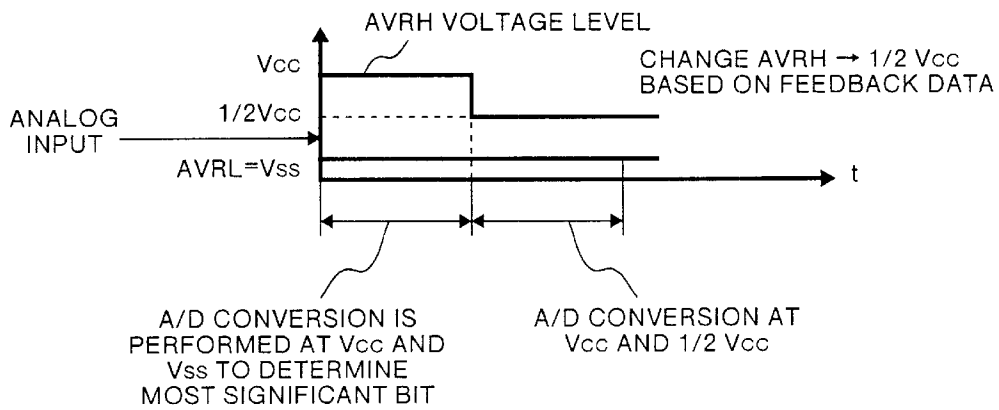 AVRH VOLTAGE LEVEL
CHANGE AVRH → 1/2 Vcc
BASED ON FEEDBACK DATA
Vcc
1/2Vcc
ANALOG
INPUT
AVRL=Vss
t
A/D CONVERSION IS
PERFORMED AT Vcc AND
Vss TO DETERMINE
MOST SIGNIFICANT BIT
A/D CONVERSION AT
Vcc AND 1/2 Vcc